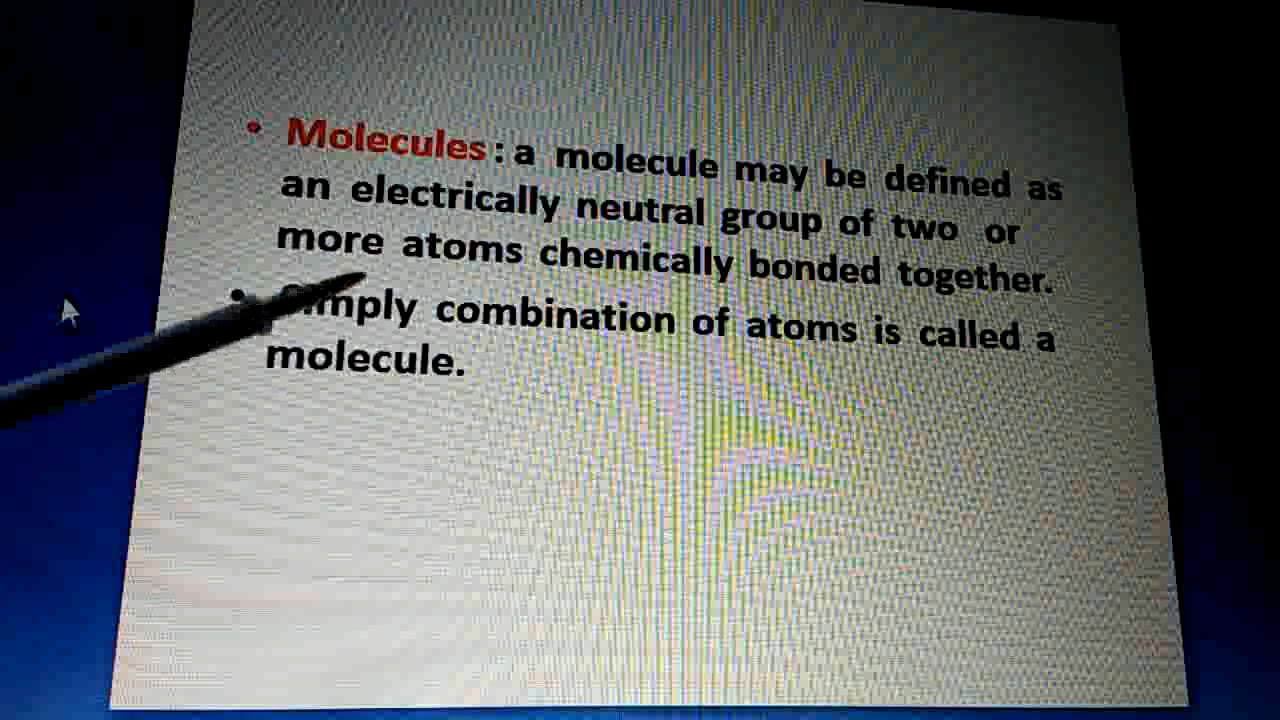 • Molecules : a molecule may be defined as
an electrically neutral group of two or
more atoms chemically bonded together.
• Simply combination of atoms is called a
molecule.